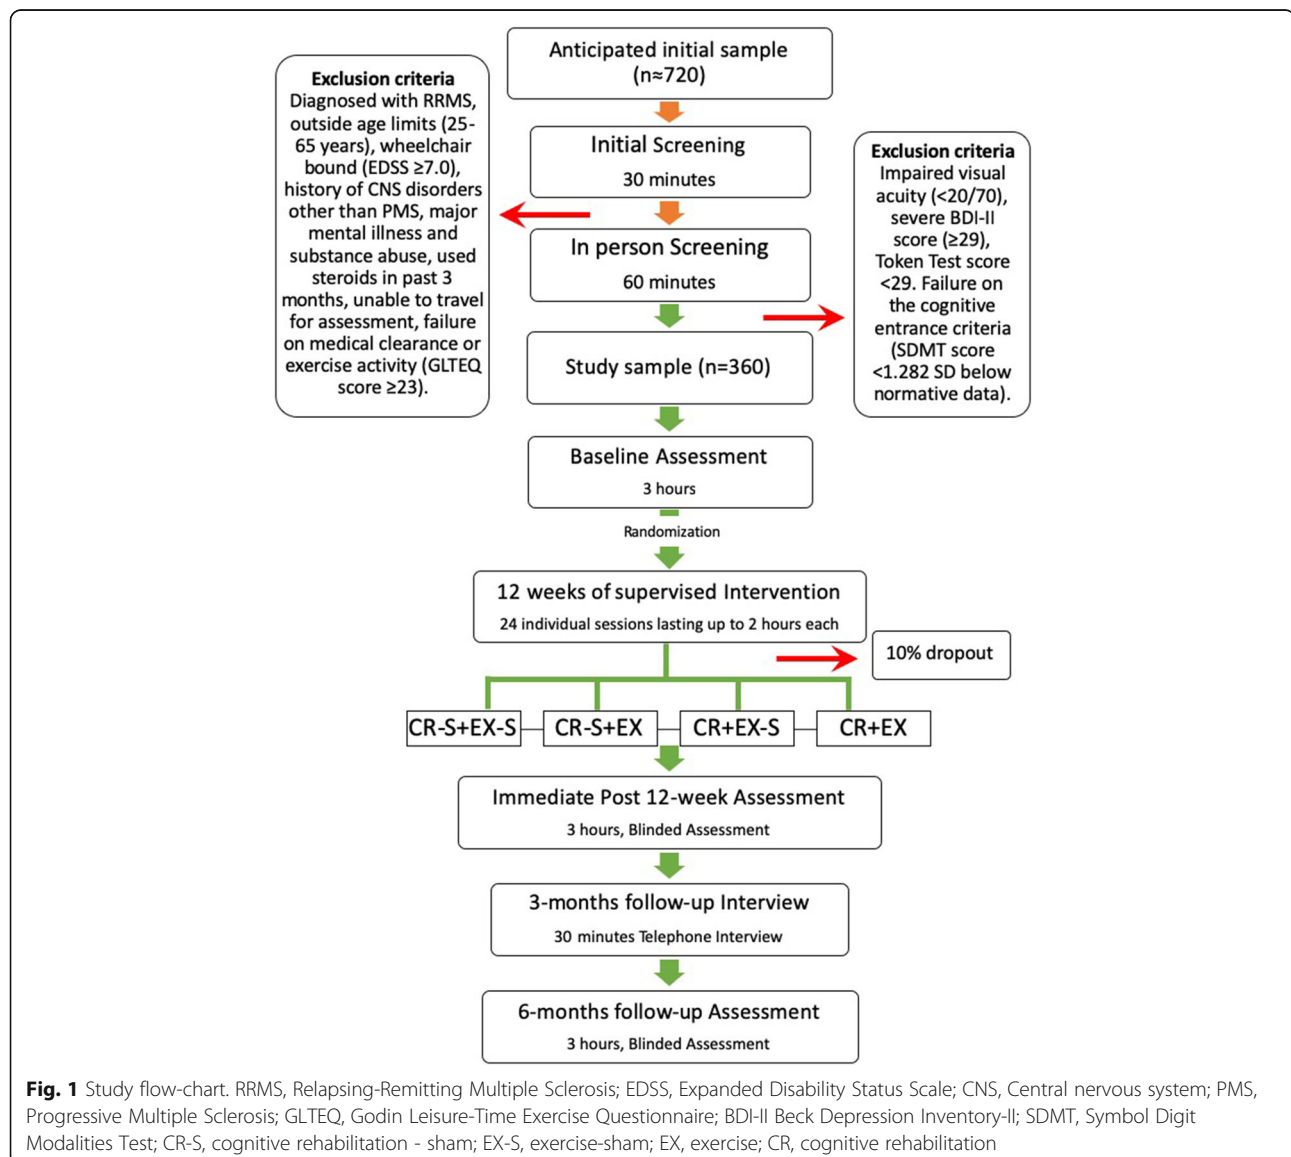 Anticipated initial sample
(n≈720)
Exclusion criteria
Diagnosed with RRMS,
outside age limits (25-
65 years), wheelchair
bound (EDSS ≥7.0),
history of CNS disorders
other than PMS, major
mental illness and
substance abuse, used
steroids in past 3
months, unable to travel
for assessment, failure
on medical clearance or
exercise activity (GLTEQ
score ≥23).
Initial Screening
30 minutes
In person Screening
60 minutes
Exclusion criteria
Impaired visual
acuity (<20/70),
severe BDI-II
score (≥29),
Token Test score
<29. Failure on
the cognitive
entrance criteria
(SDMT score
<1.282 SD below
normative data).
Study sample (n=360)
Baseline Assessment
3 hours
Randomization
12 weeks of supervised Intervention
24 individual sessions lasting up to 2 hours each
10% dropout
CR-S+EX-S
CR-S+EX
CR+EX-S
CR+EX
Immediate Post 12-week Assessment
3 hours, Blinded Assessment
3-months follow-up Interview
30 minutes Telephone Interview
6-months follow-up Assessment
3 hours, Blinded Assessment
Fig. 1 Study flow-chart. RRMS, Relapsing-Remitting Multiple Sclerosis; EDSS, Expanded Disability Status Scale; CNS, Central nervous system; PMS,
Progressive Multiple Sclerosis; GLTEQ, Godin Leisure-Time Exercise Questionnaire; BDI-II Beck Depression Inventory-II; SDMT, Symbol Digit
Modalities Test; CR-S, cognitive rehabilitation - sham; EX-S, exercise-sham; EX, exercise; CR, cognitive rehabilitation